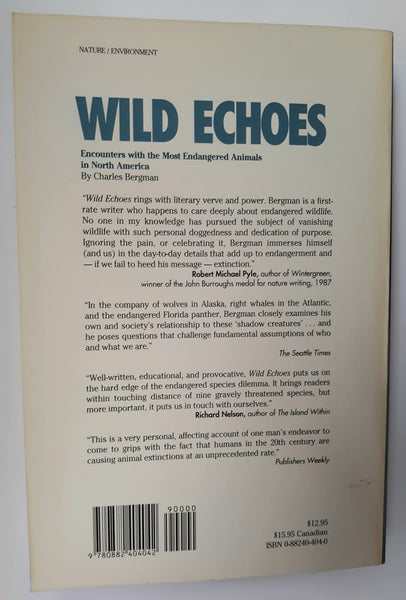 NATURE / ENVIRONMENT
WILD ECHOES
Encounters with the Most Endangered Animals
in North America
By Charles Bergman
"Wild Echoes rings with literary verve and power. Bergman is a first-
rate writer who happens to care deeply about endangered wildlife.
No one in my knowledge has pursued the subject of vanishing
wildlife with such personal doggedness and dedication of purpose.
Ignoring the pain, or celebrating it, Bergman immerses himself
(and us) in the day-to-day details that add up to endangerment and
— if we fail to heed his message — extinction."
Robert Michael Pyle, author of Wintergreen,
winner of the John Burroughs medal for nature writing, 1987
"In the company of wolves in Alaska, right whales in the Atlantic,
and the endangered Florida panther, Bergman closely examines his
own and society's relationship to these 'shadow creatures' . . . and
he poses questions that challenge fundamental assumptions of who
and what we are."
The Seattle Times
"Well-written, educational, and provocative, Wild Echoes puts us on
the hard edge of the endangered species dilemma. It brings readers
within touching distance of nine gravely threatened species, but
more important, it puts us in touch with ourselves."
Richard Nelson, author of The Island Within
"This is a very personal, affecting account of one man's endeavor to
come to grips with the fact that humans in the 20th century are
causing animal extinctions at an unprecedented rate."
Publishers Weekly
90000
9 780882 404042
$12.95
$15.95 Canadian
ISBN 0-88240-404-0